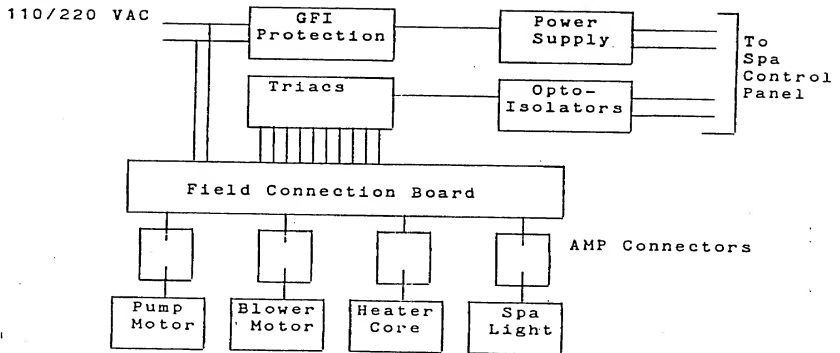 110/220 VAC
GFI
Protection
Power
Supply
To
Spa
Control
Panel
Triacs
Opto-
Isolators
Field Connection Board
AMP Connectors
Pump
Motor
Blower
Motor
Heater
Core
Spa
Light